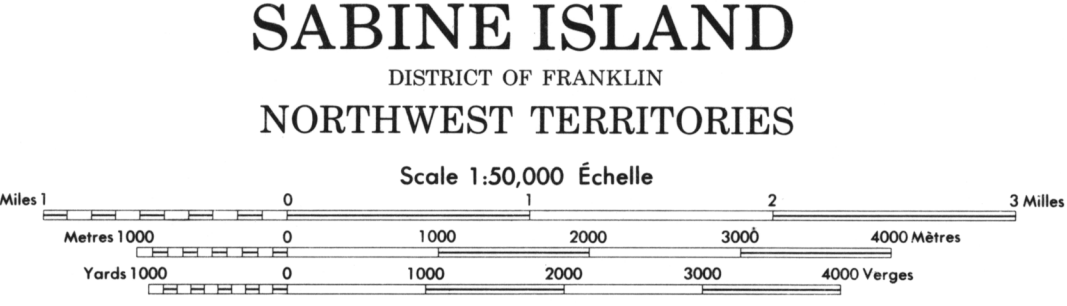 SABINE ISLAND
DISTRICT OF FRANKLIN
NORTHWEST TERRITORIES
Scale 1:50,000 Échelle
Miles 1 0 1 2 3 Milles
Metres 1000 0 1000 2000 3000 4000 Mètres
Yards 1000 0 1000 2000 3000 4000 Verges